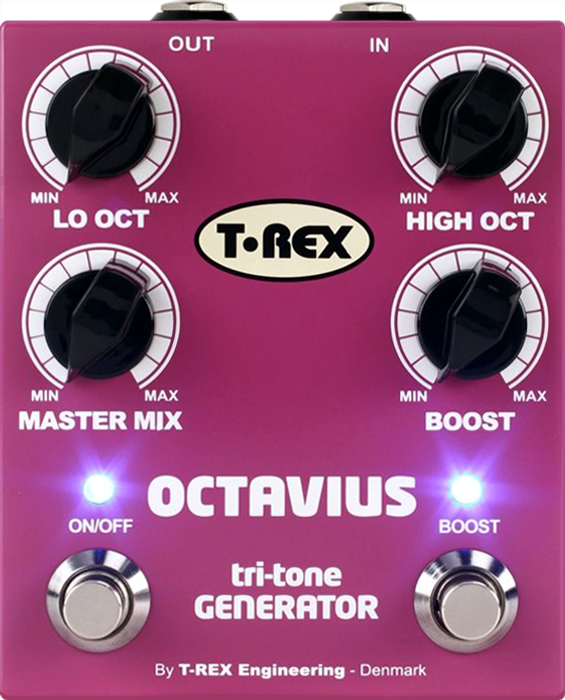 OUT IN
MIN MAX MIN MAX
LO OCT HIGH OCT
T•REX
MIN MAX MIN MAX
MASTER MIX BOOST
OCTAVIUS
ON/OFF BOOST
tri-tone
GENERATOR
By T-REX Engineering - Denmark